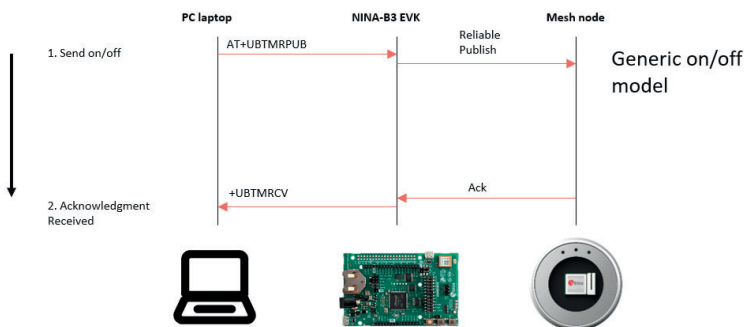 PC laptop
NINA-B3 EVK
Mesh node
1. Send on/off
AT+UBTMRPUB
Reliable
Publish
Generic on/off
model
2. Acknowledgment
Received
+UBTMRCV
Ack